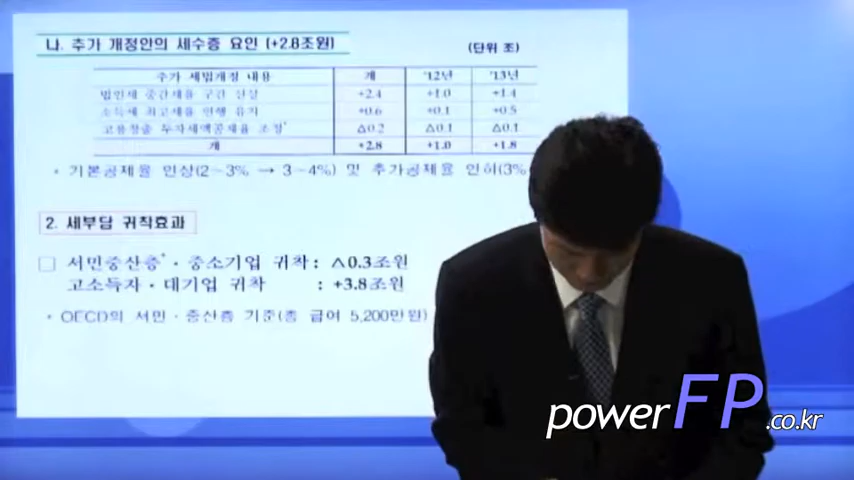 나. 추가 개정안의 세수증 요인 (+2.8조원)
(단위 조)
추가 세법개정 내용 계 '12년 '13년
법인세 중간세율 구간 신설 +2.4 +1.0 +1.4
소득세 최고세율 현행 유지 +0.6 +0.1 +0.5
고용창출 투자세액공제율 조정* △0.2 △0.1 △0.1
계 +2.8 +1.0 +1.8
* 기본공제율 인상(2~3% → 3~4%) 및 추가공제율 인하(3%
2. 세부담 귀착효과
□ 서민중산층*·중소기업 귀착 : △0.3조원
고소득자·대기업 귀착 : +3.8조원
* OECD의 서민·중산층 기준(총 급여 5,200만원)
powerFP.co.kr